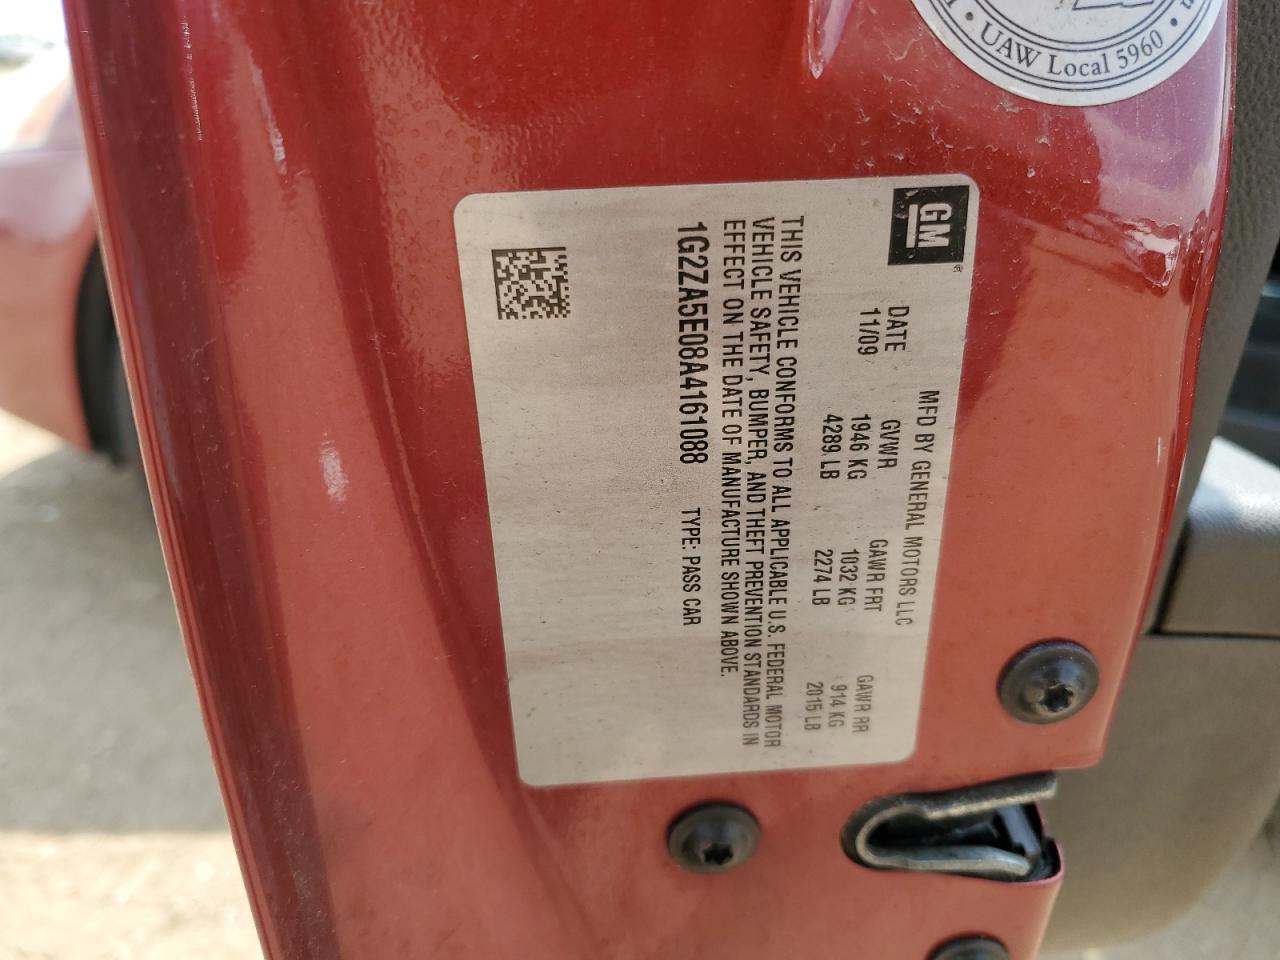 UAW Local 5960
GM
MFD BY GENERAL MOTORS LLC
DATE GVWR GAWR FRT GAWR RR
11/09 1946 KG 1032 KG 914 KG
4289 LB 2274 LB 2015 LB
THIS VEHICLE CONFORMS TO ALL APPLICABLE U.S. FEDERAL MOTOR
VEHICLE SAFETY, BUMPER, AND THEFT PREVENTION STANDARDS IN
EFFECT ON THE DATE OF MANUFACTURE SHOWN ABOVE.
1G2ZA5E08A4161088 TYPE: PASS CAR